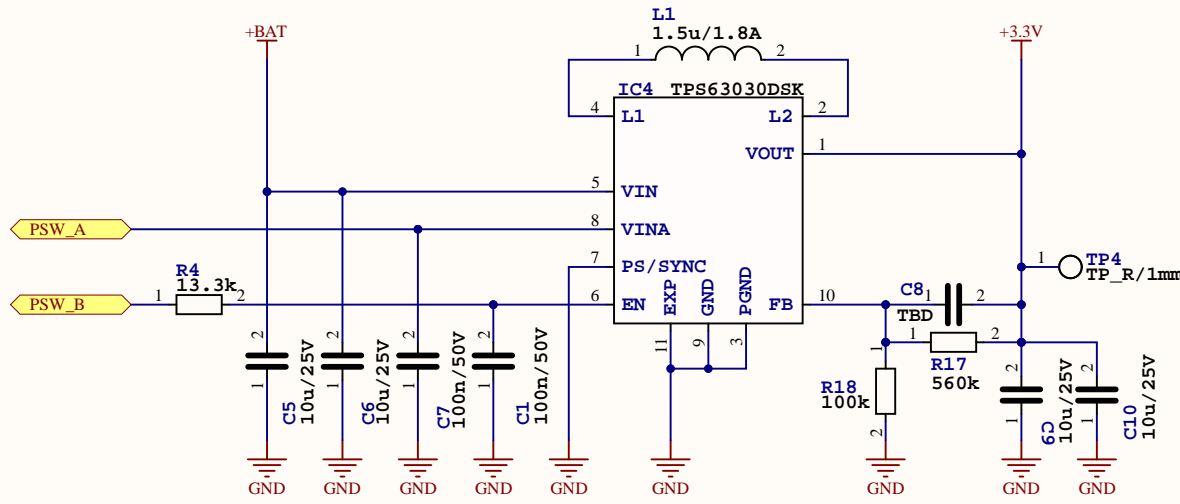 L1
1.5u/1.8A
+BAT
+3.3V
1
2
IC4 TPS63030DSK
4
L1
L2
2
VOUT
1
5
VIN
PSW_A
8
VINA
7
PS/SYNC
TP4
TP_R/1mm
1
R4
13.3k
PSW_B
1
2
6
EN
EXP
GND
PGND
FB
10
C8
TBD
1
2
11
9
3
1
2
R17
560k
1
R18
100k
2
2
1
C5
10u/25V
2
1
C6
10u/25V
2
1
C7
100n/50V
2
1
C1
100n/50V
2
1
C9
10u/25V
2
1
C10
10u/25V
GND
GND
GND
GND
GND
GND
GND
GND
GND